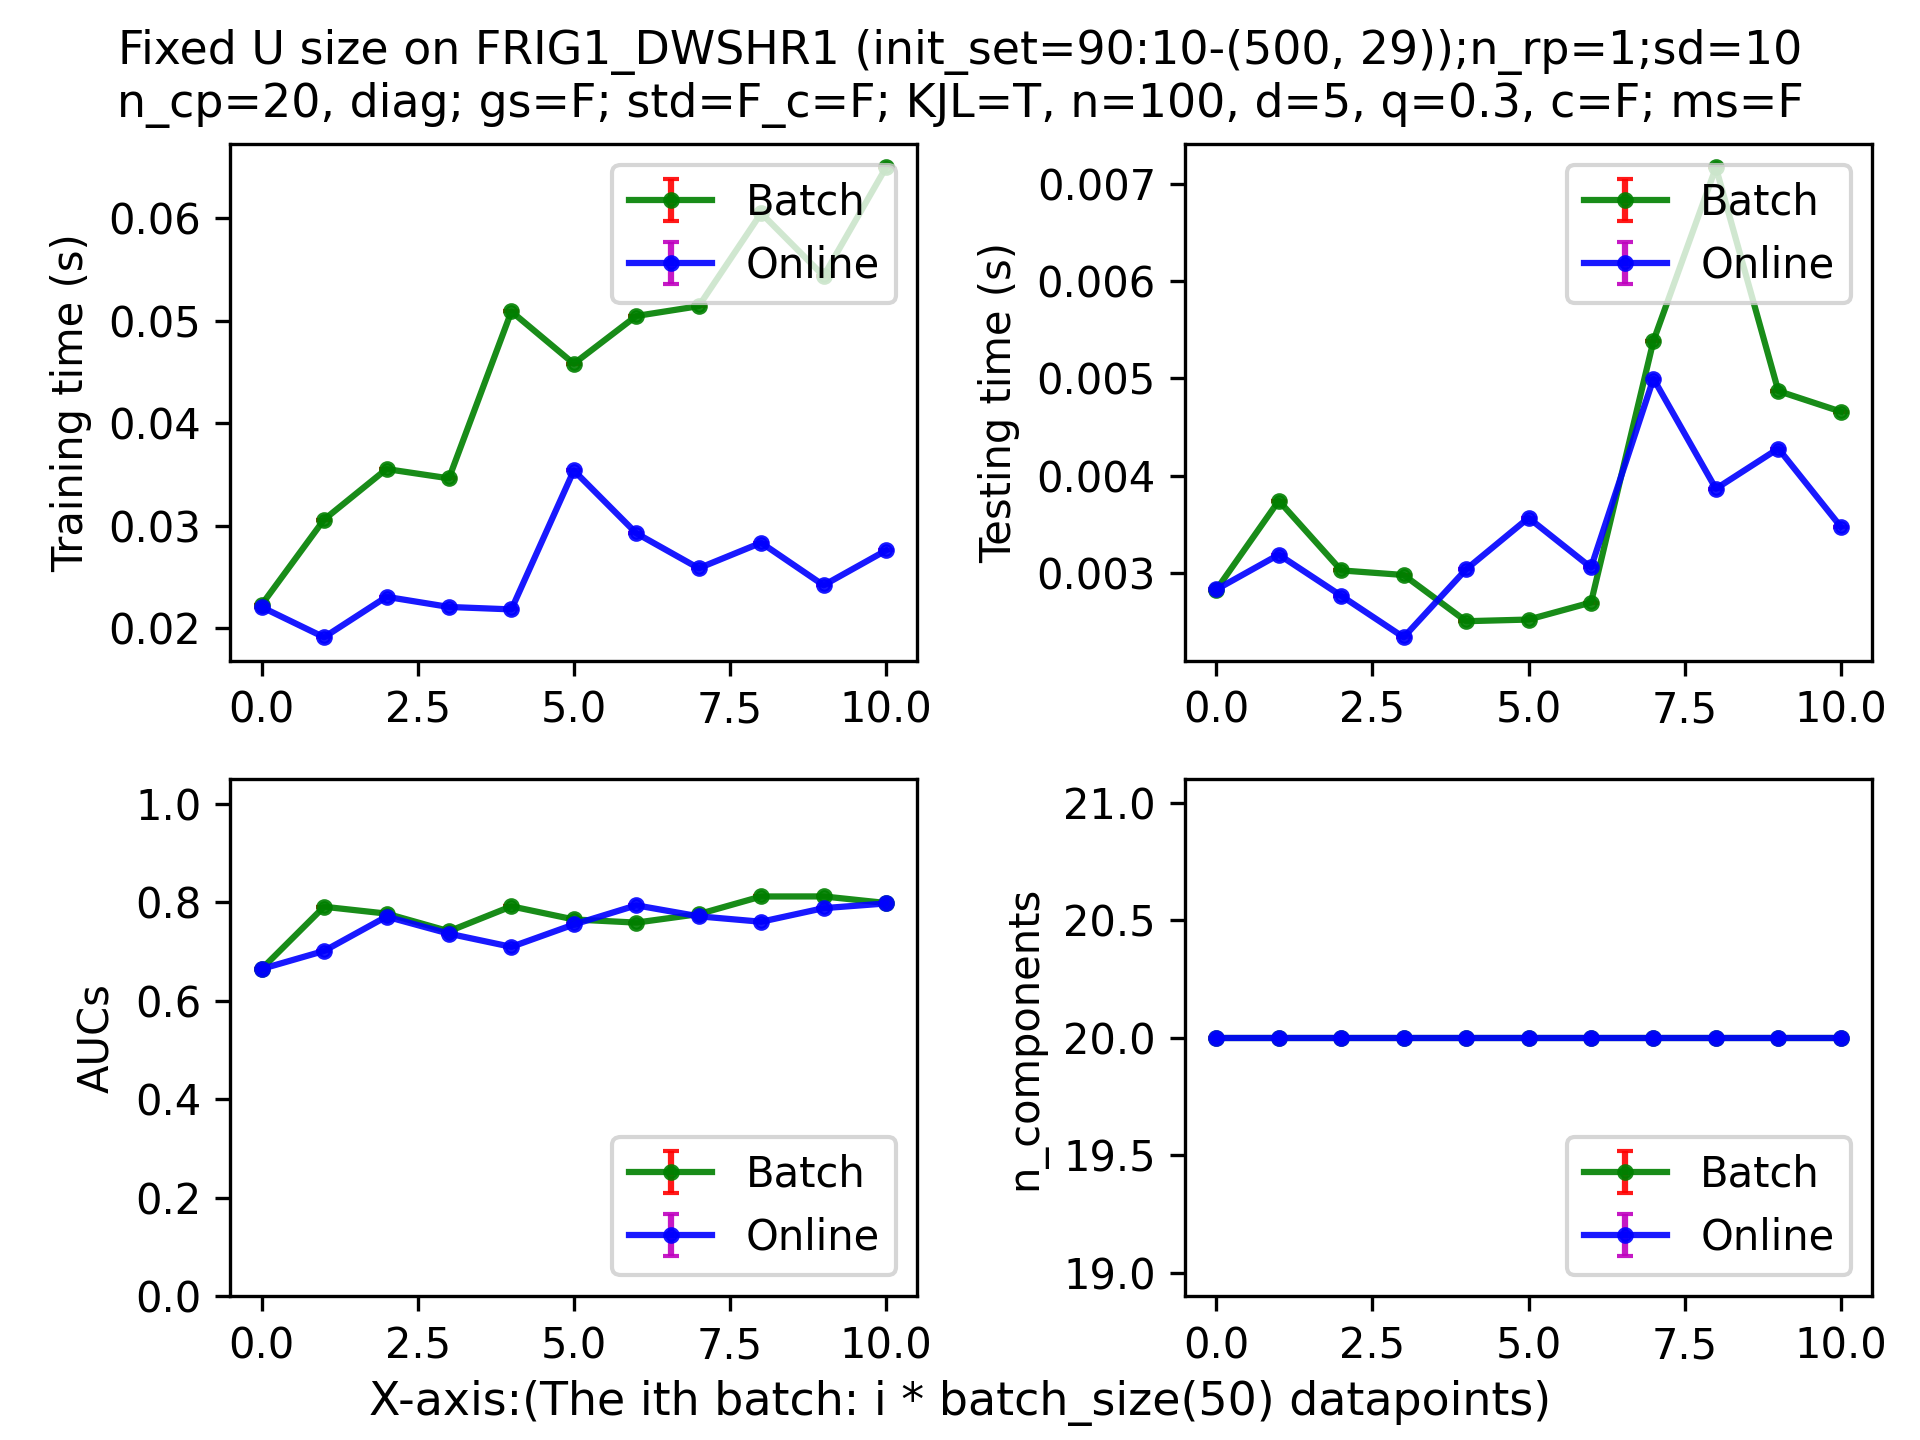 Fixed U size on FRIG1_DWSHR1 (init_set=90:10-(500, 29));n_rp=1;sd=10
n_cp=20, diag; gs=F; std=F_c=F; KJL=T, n=100, d=5, q=0.3, c=F; ms=F
Training time (s)
0.06
0.05
0.04
0.03
0.02
0.0 2.5 5.0 7.5 10.0
Batch
Online
Testing time (s)
0.007
0.006
0.005
0.004
0.003
0.0 2.5 5.0 7.5 10.0
Batch
Online
AUCs
1.0
0.8
0.6
0.4
0.2
0.0
0.0 2.5 5.0 7.5 10.0
Batch
Online
n_components
21.0
20.5
20.0
19.5
19.0
0.0 2.5 5.0 7.5 10.0
Batch
Online
X-axis:(The ith batch: i * batch_size(50) datapoints)